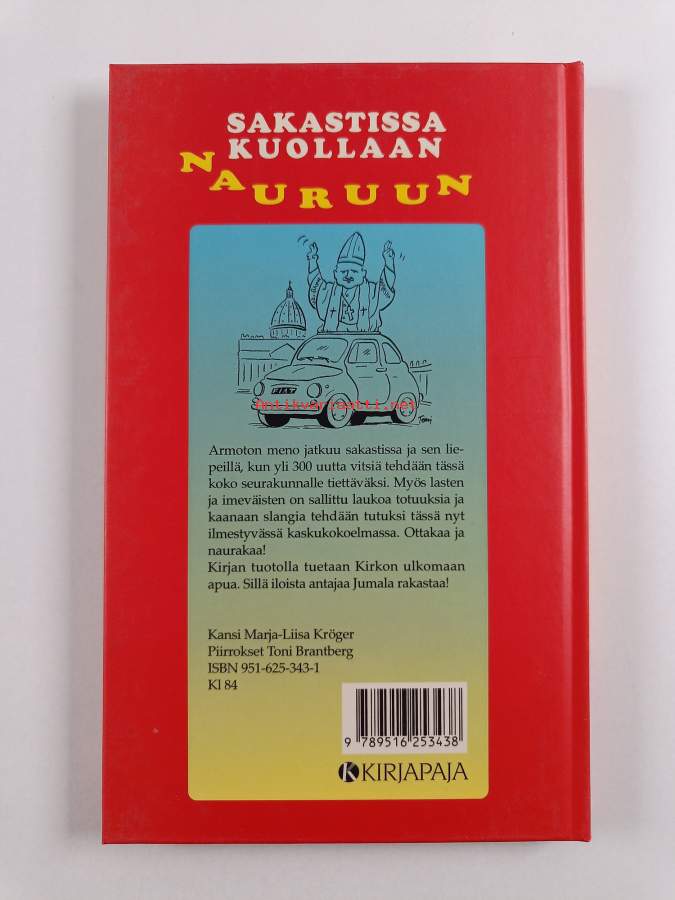 SAKASTISSA
KUOLLAAN
NAURUUN
FIAT
Antikvariaatti.net
Toni
Armoton meno jatkuu sakastissa ja sen lie-
peillä, kun yli 300 uutta vitsiä tehdään tässä
koko seurakunnalle tiettäväksi. Myös lasten
ja imeväisten on sallittu laukoa totuuksia ja
kaanaan slangia tehdään tutuksi tässä nyt
ilmestyvässä kaskukokoelmassa. Ottakaa ja
naurakaa!
Kirjan tuotolla tuetaan Kirkon ulkomaan
apua. Sillä iloista antajaa Jumala rakastaa!
Kansi Marja-Liisa Kröger
Piirrokset Toni Brantberg
ISBN 951-625-343-1
Kl 84
9 789516 253438
KIRJAPAJA